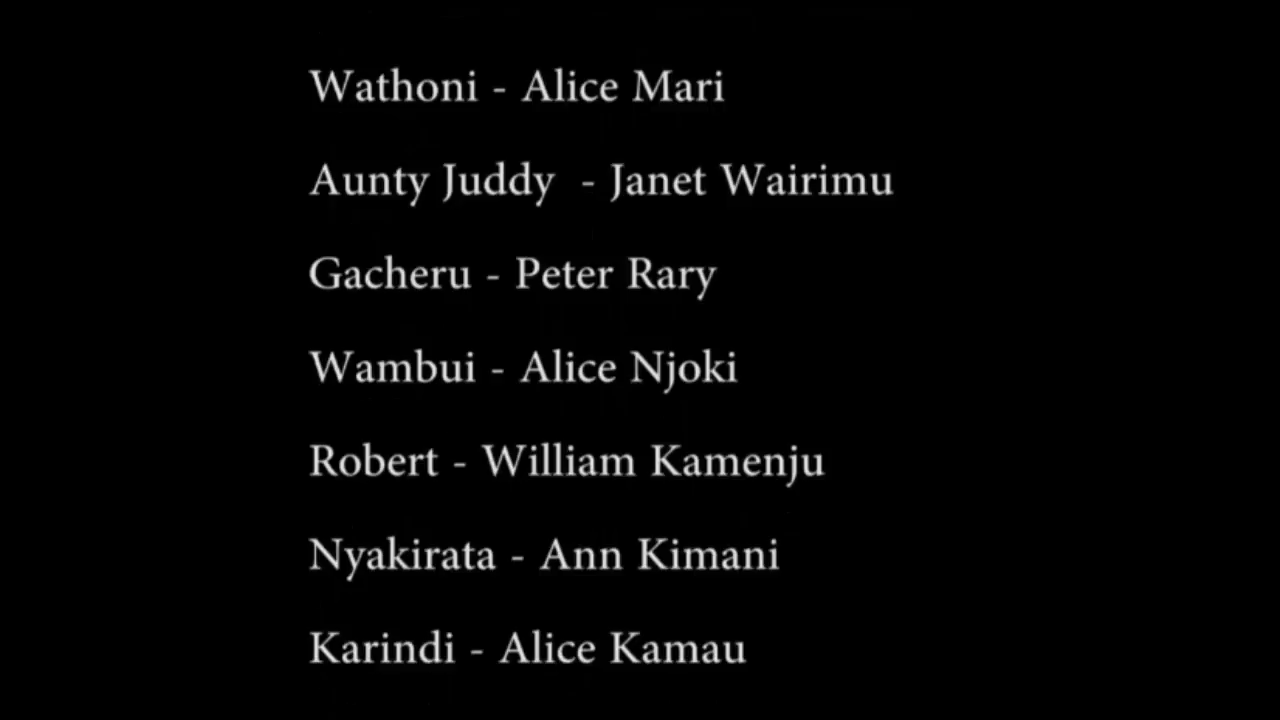 Wathoni - Alice Mari
Aunty Juddy  - Janet Wairimu
Gacheru - Peter Rary
Wambui - Alice Njoki
Robert - William Kamenju
Nyakirata - Ann Kimani
Karindi - Alice Kamau